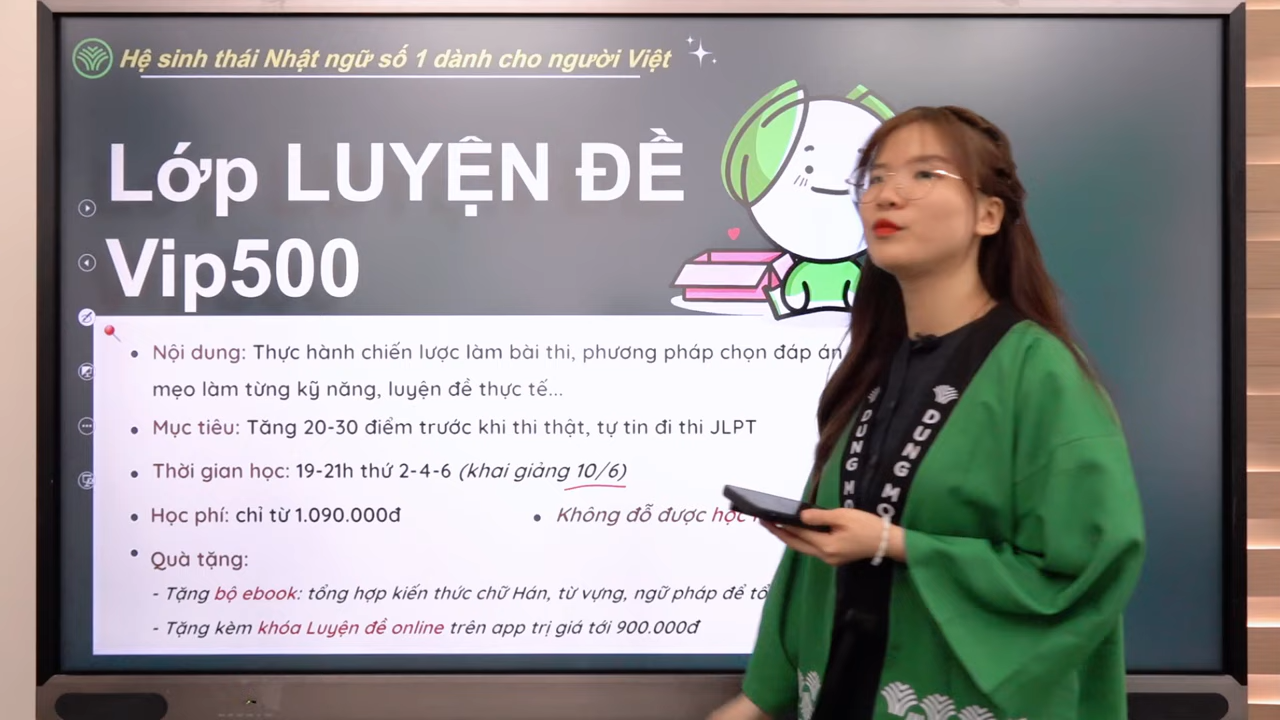 Hệ sinh thái Nhật ngữ số 1 dành cho người Việt
Lớp LUYỆN ĐỀ
Vip500
Nội dung: Thực hành chiến lược làm bài thi, phương pháp chọn đáp án
mẹo làm từng kỹ năng, luyện đề thực tế...
Mục tiêu: Tăng 20-30 điểm trước khi thi thật, tự tin đi thi JLPT
Thời gian học: 19-21h thứ 2-4-6 (khai giảng 10/6)
Học phí: chỉ từ 1.090.000đ
Không đỗ được học
Quà tặng:
- Tặng bộ ebook: tổng hợp kiến thức chữ Hán, từ vựng, ngữ pháp để
- Tặng kèm khóa Luyện đề online trên app trị giá tới 900.000đ
DUNG MO
DUNG MO